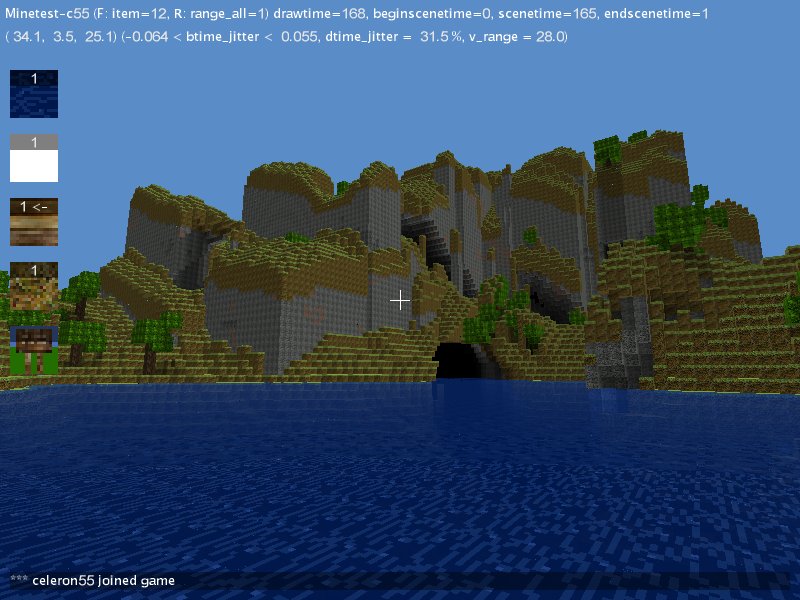 Minetest-c55 (F: item=12, R: range_all=1) drawtime=168, beginscenetime=0, scenetime=165, endscenetime=1
( 34.1, 3.5, 25.1) (-0.064 < btime_jitter < 0.055, dtime_jitter = 31.5 %, v_range = 28.0)
1
1
1 <-
1
*** celeron55 joined game